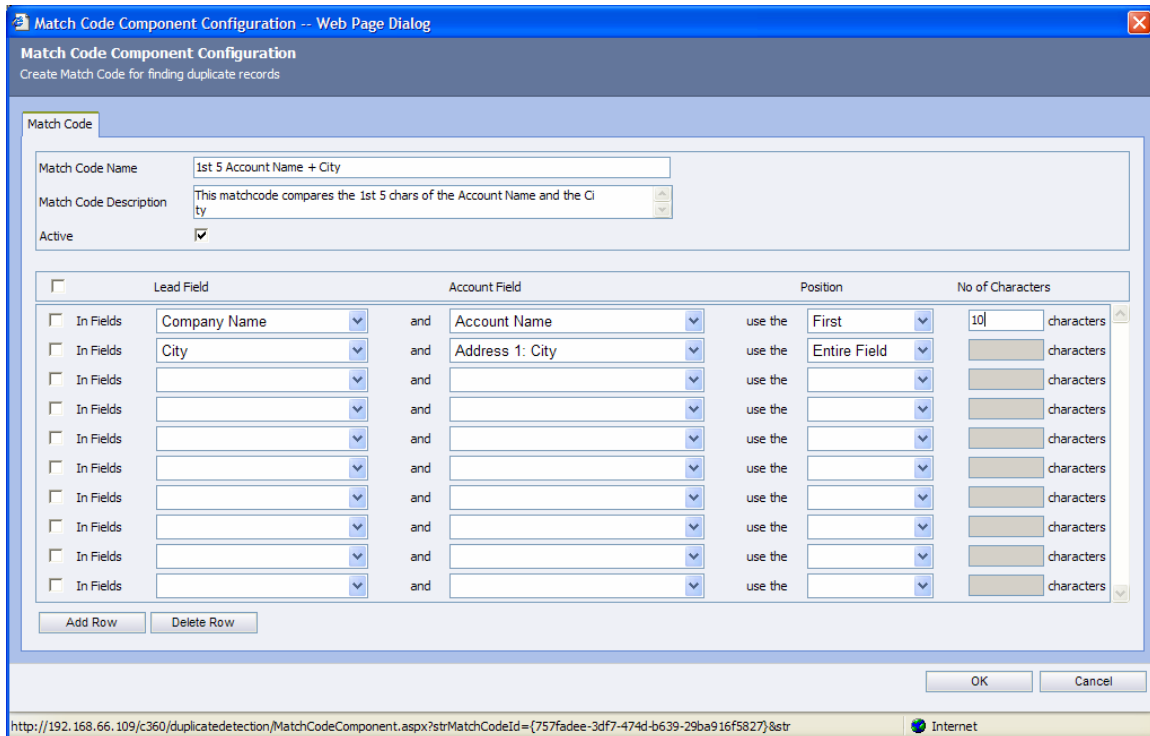 Match Code Component Configuration -- Web Page Dialog
Match Code Component Configuration
Create Match Code for finding duplicate records
Match Code
Match Code Name 1st 5 Account Name + City
Match Code Description This matchcode compares the 1st 5 chars of the Account Name and the Ci
ty
Active
Lead Field Account Field Position No of Characters
In Fields Company Name and Account Name use the First 10 characters
In Fields City and Address 1: City use the Entire Field characters
In Fields and use the characters
In Fields and use the characters
In Fields and use the characters
In Fields and use the characters
In Fields and use the characters
In Fields and use the characters
In Fields and use the characters
In Fields and use the characters
Add Row Delete Row
OK Cancel
http://192.168.66.109/c360/duplicatedetection/MatchCodeComponent.aspx?strMatchCodeId={757fadee-3df7-474d-b639-29ba916f5827}&str Internet